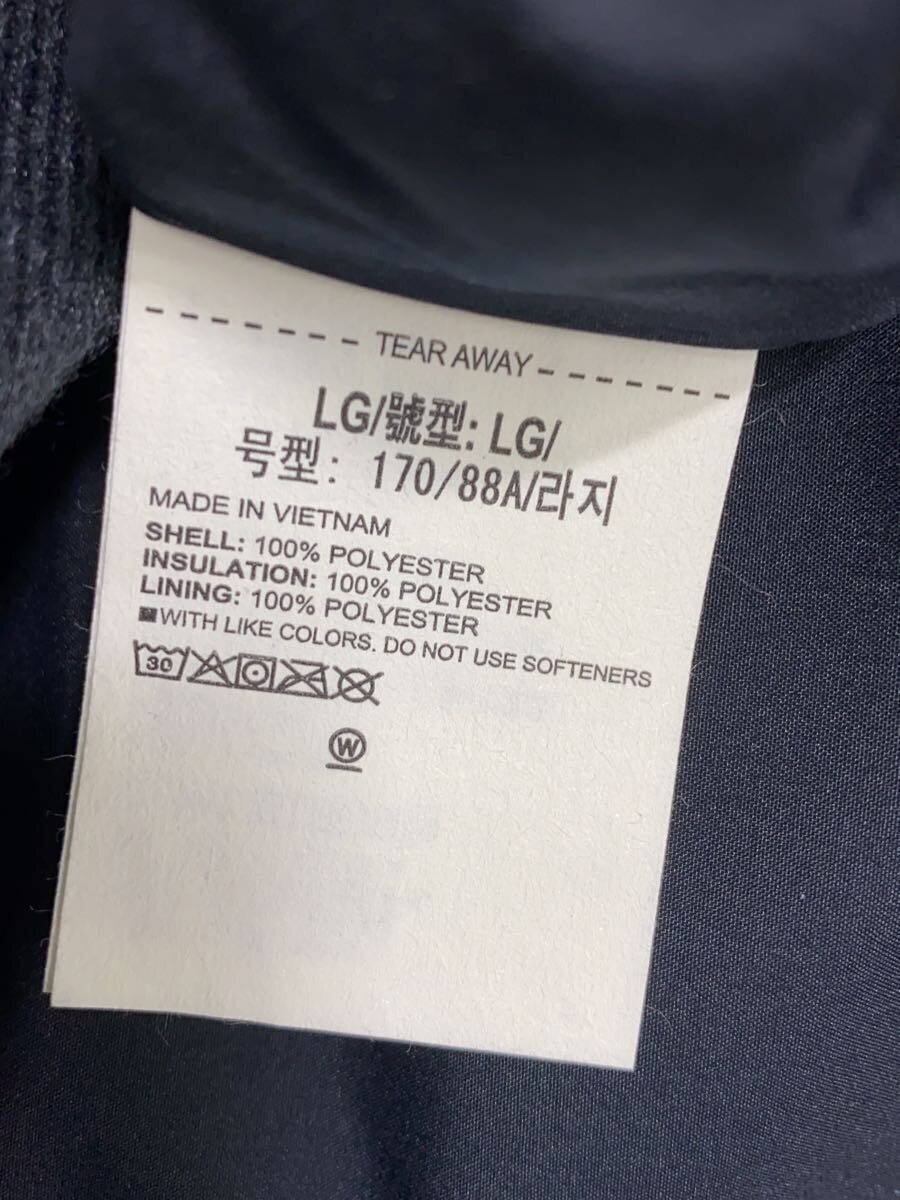 TEAR AWAY
LG/號型: LG/
号型: 170/88A/라지
MADE IN VIETNAM
SHELL: 100% POLYESTER
INSULATION: 100% POLYESTER
LINING: 100% POLYESTER
■WITH LIKE COLORS. DO NOT USE SOFTENERS
30
W